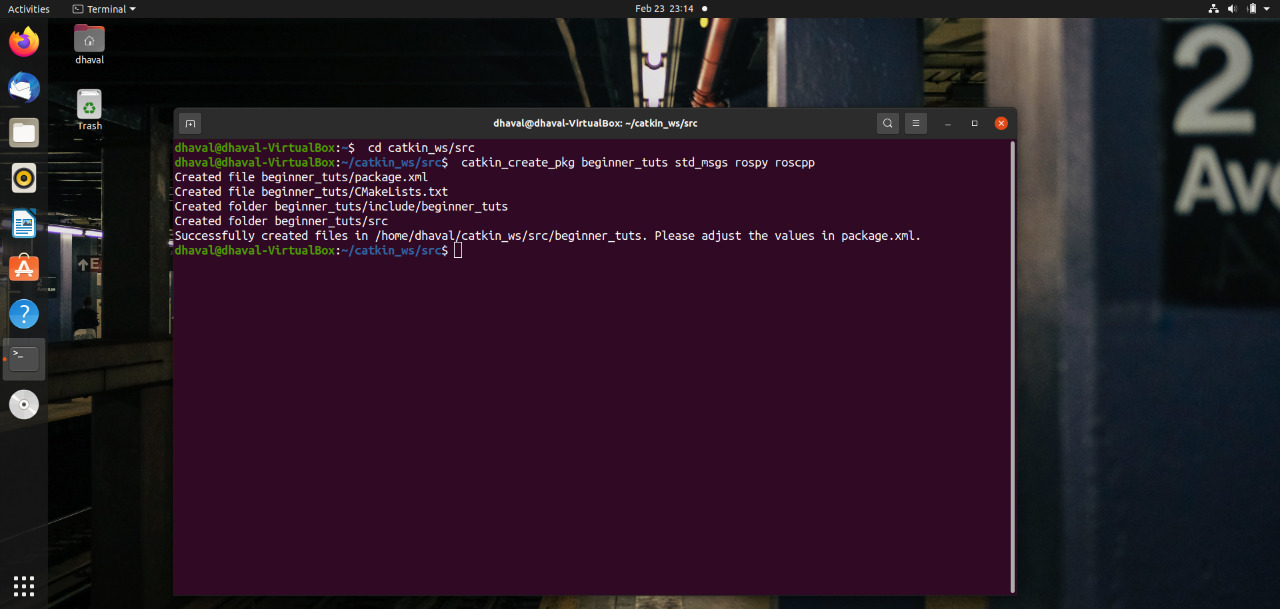 Activities
Terminal
Feb 23 23:14
dhaval
Trash
2
Ave
E
dhaval@dhaval-VirtualBox: ~/catkin_ws/src
dhaval@dhaval-VirtualBox:~$ cd catkin_ws/src
dhaval@dhaval-VirtualBox:~/catkin_ws/src$ catkin_create_pkg beginner_tuts std_msgs rospy roscpp
Created file beginner_tuts/package.xml
Created file beginner_tuts/CMakeLists.txt
Created folder beginner_tuts/include/beginner_tuts
Created folder beginner_tuts/src
Successfully created files in /home/dhaval/catkin_ws/src/beginner_tuts. Please adjust the values in package.xml.
dhaval@dhaval-VirtualBox:~/catkin_ws/src$